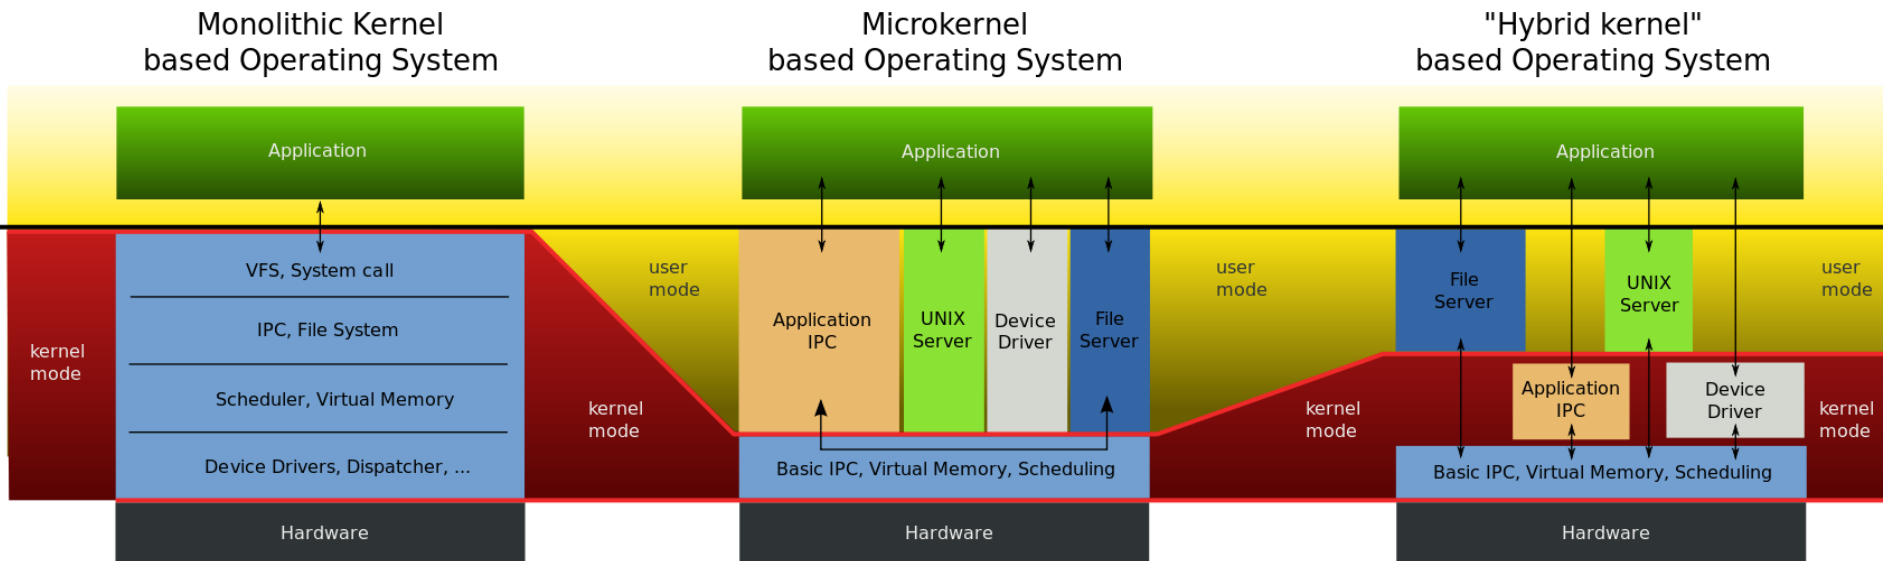 Monolithic Kernel
based Operating System
Application
VFS, System call
IPC, File System
Scheduler, Virtual Memory
Device Drivers, Dispatcher, ...
Hardware
kernel
mode
kernel
mode
user
mode
Microkernel
based Operating System
Application
Application
IPC
UNIX
Server
Device
Driver
File
Server
Basic IPC, Virtual Memory, Scheduling
Hardware
user
mode
kernel
mode
"Hybrid kernel"
based Operating System
Application
File
Server
UNIX
Server
Application
IPC
Device
Driver
Basic IPC, Virtual Memory, Scheduling
Hardware
user
mode
kernel
mode